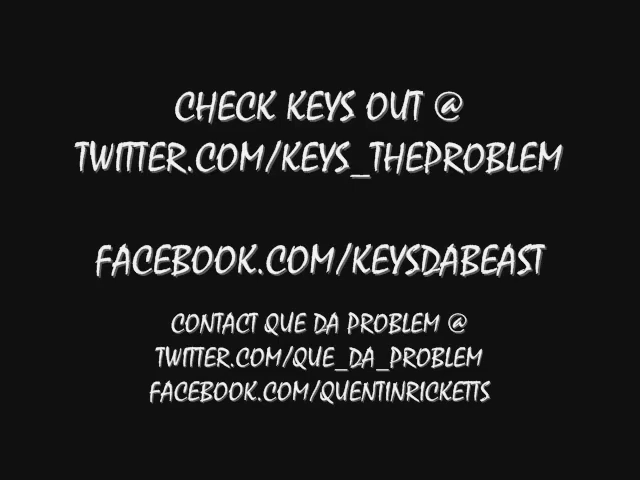 CHECK KEYS OUT @
TWITTER.COM/KEYS_THEPROBLEM
FACEBOOK.COM/KEYSDABEAST
CONTACT QUE DA PROBLEM @
TWITTER.COM/QUE_DA_PROBLEM
FACEBOOK.COM/QUENTINRICKETTS